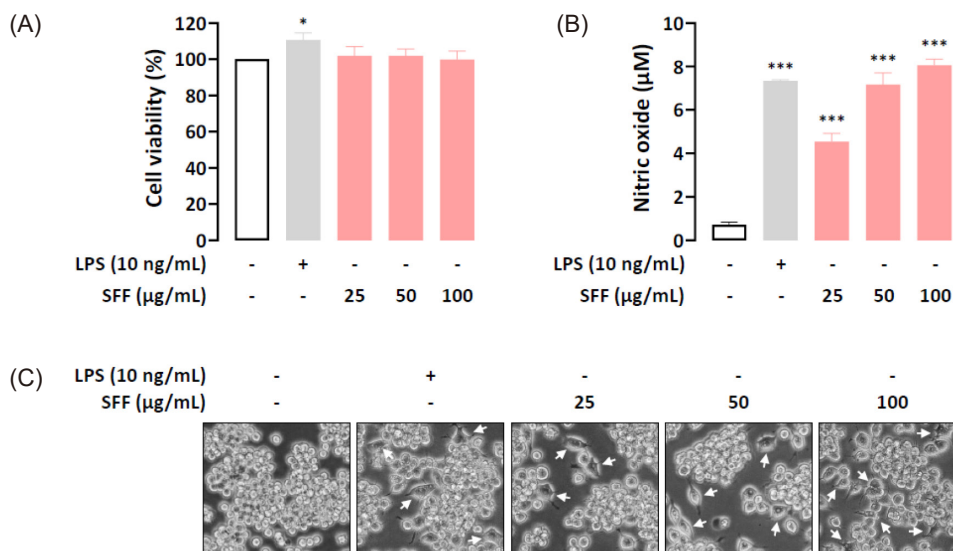 (A)
Cell viability (%)
120
100
80
60
40
20
0
*
LPS (10 ng/mL) - + - - -
SFF (µg/mL) - - 25 50 100
(B)
Nitric oxide (µM)
10
8
6
4
2
0
*** *** *** ***
LPS (10 ng/mL) - + - - -
SFF (µg/mL) - - 25 50 100
(C)
LPS (10 ng/mL) - + - - -
SFF (µg/mL) - - 25 50 100